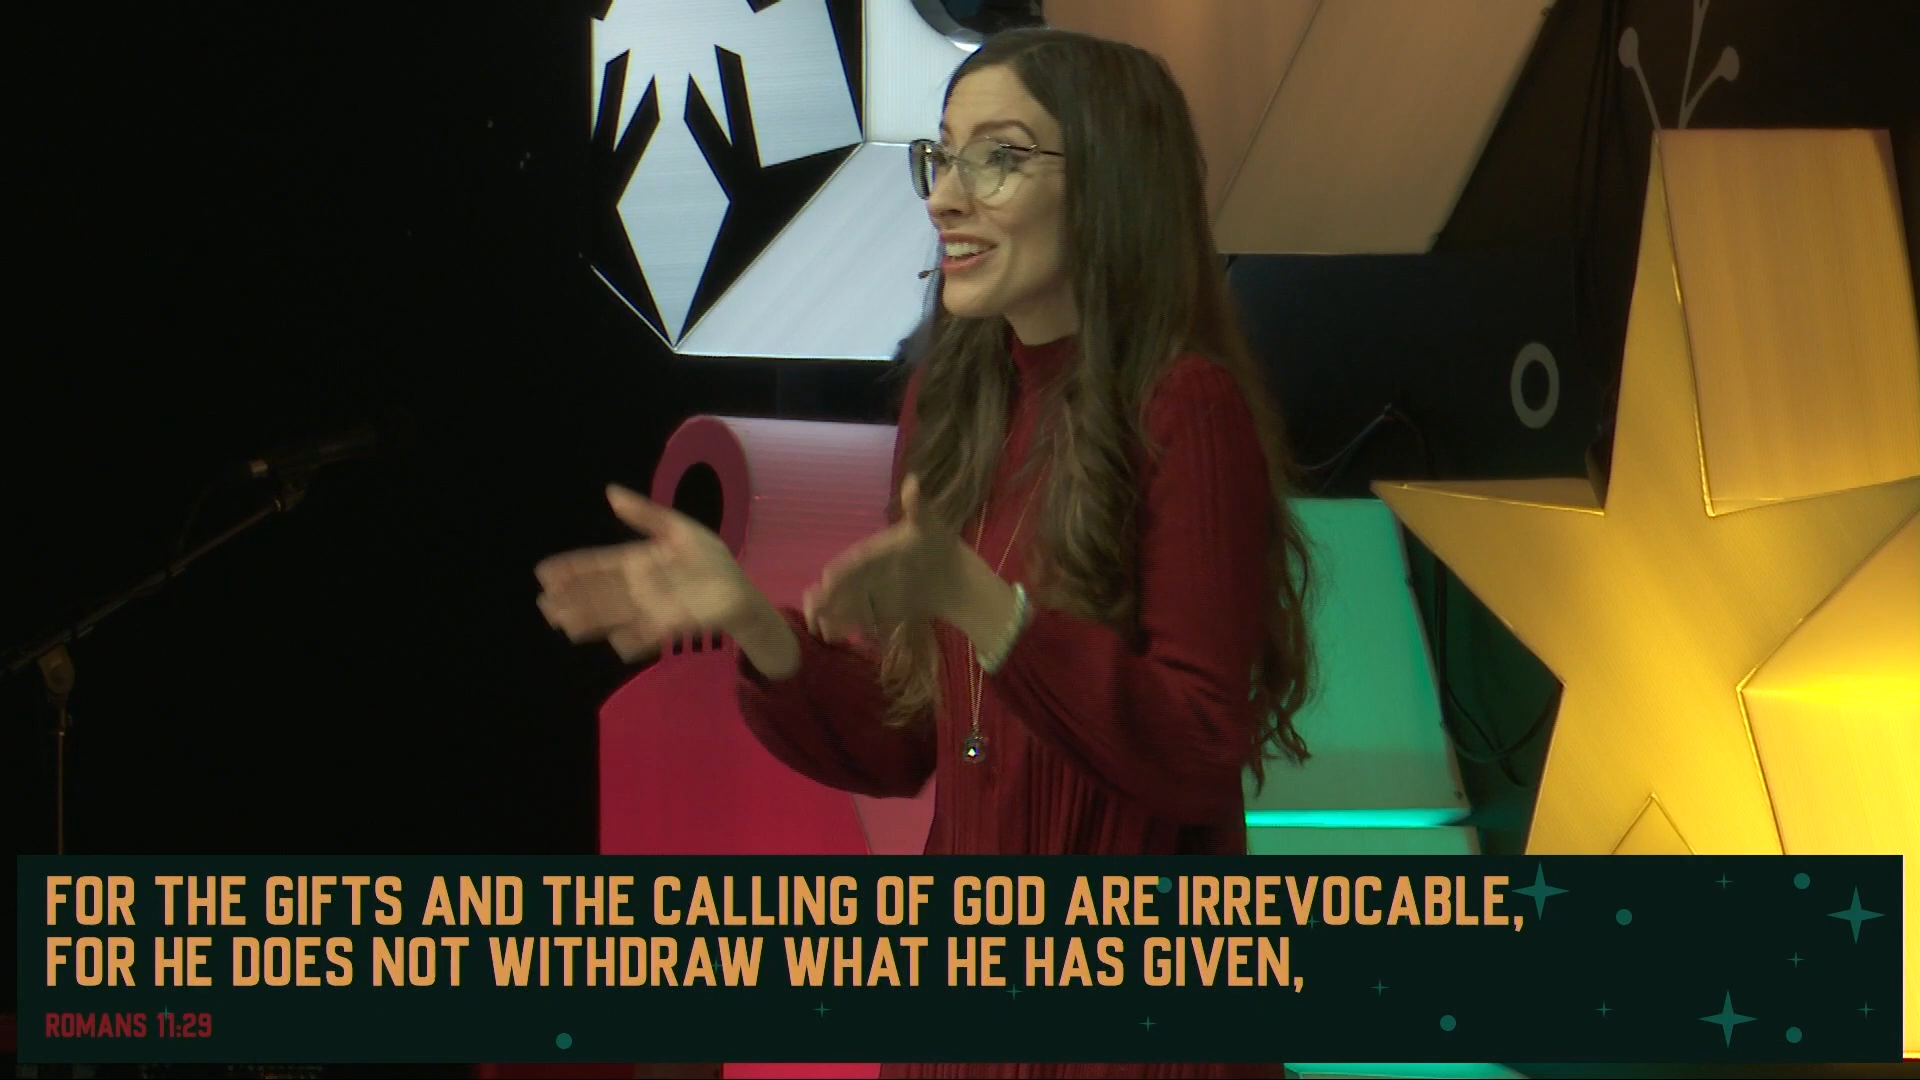 FOR THE GIFTS AND THE CALLING OF GOD ARE IRREVOCABLE,
FOR HE DOES NOT WITHDRAW WHAT HE HAS GIVEN,
ROMANS 11:29